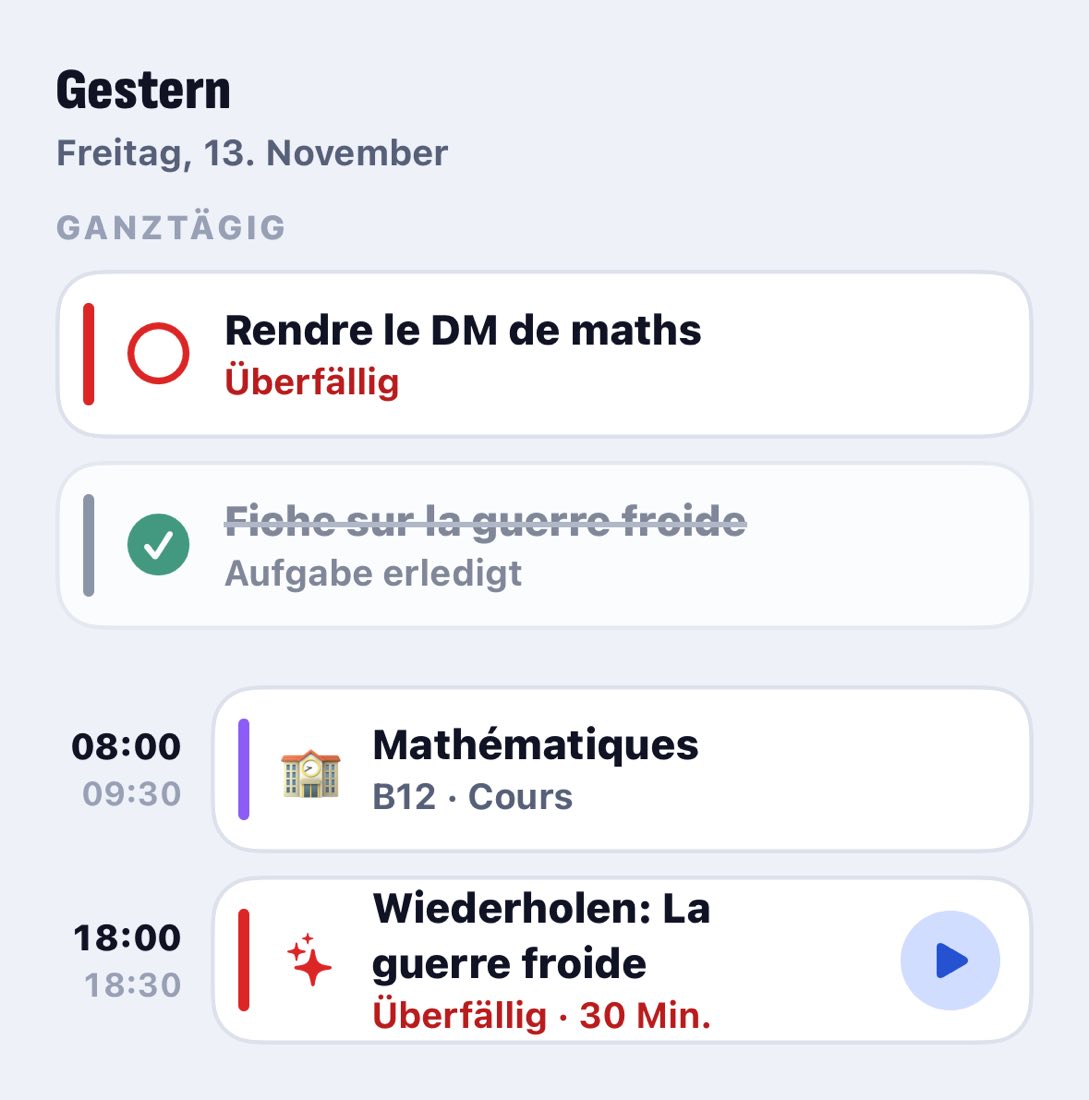 Gestern
Freitag, 13. November
GANZTÄGIG
Rendre le DM de maths
Überfällig
Fiche sur la guerre froide
Aufgabe erledigt
08:00
09:30
Mathématiques
B12 · Cours
18:00
18:30
Wiederholen: La
guerre froide
Überfällig · 30 Min.